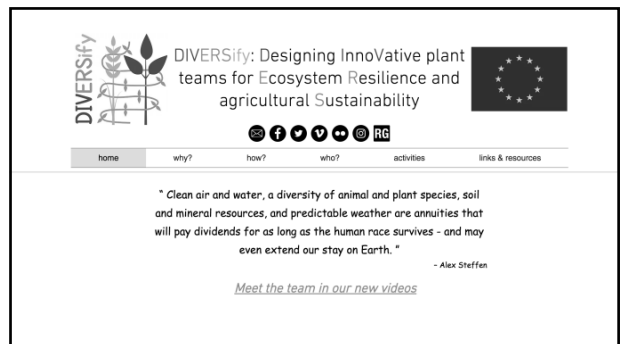 DIVERSify
DIVERSify: Designing InnoVative plant
teams for Ecosystem Resilience and
agricultural Sustainability
RG
home why? how? who? activities links & resources
“ Clean air and water, a diversity of animal and plant species, soil
and mineral resources, and predictable weather are annuities that
will pay dividends for as long as the human race survives - and may
even extend our stay on Earth. ”
– Alex Steffen
Meet the team in our new videos